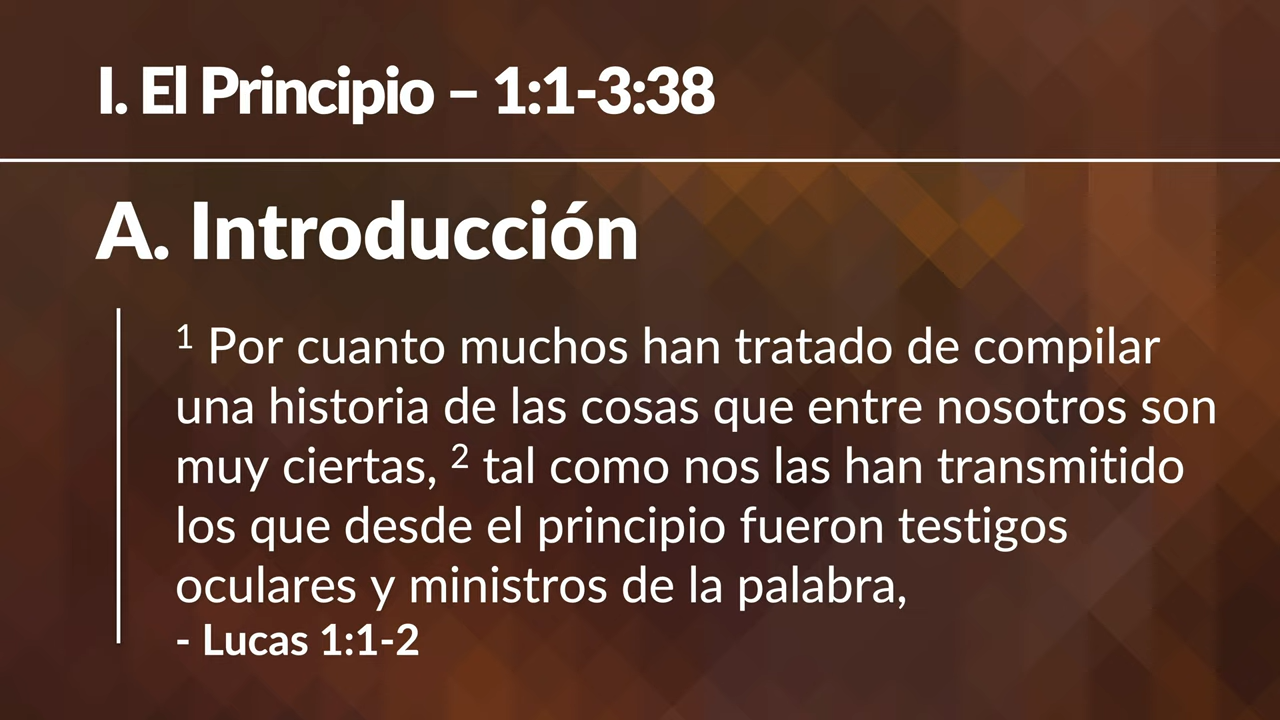 I. El Principio – 1:1-3:38
A. Introducción
1 Por cuanto muchos han tratado de compilar
una historia de las cosas que entre nosotros son
muy ciertas, 2 tal como nos las han transmitido
los que desde el principio fueron testigos
oculares y ministros de la palabra,
- Lucas 1:1-2